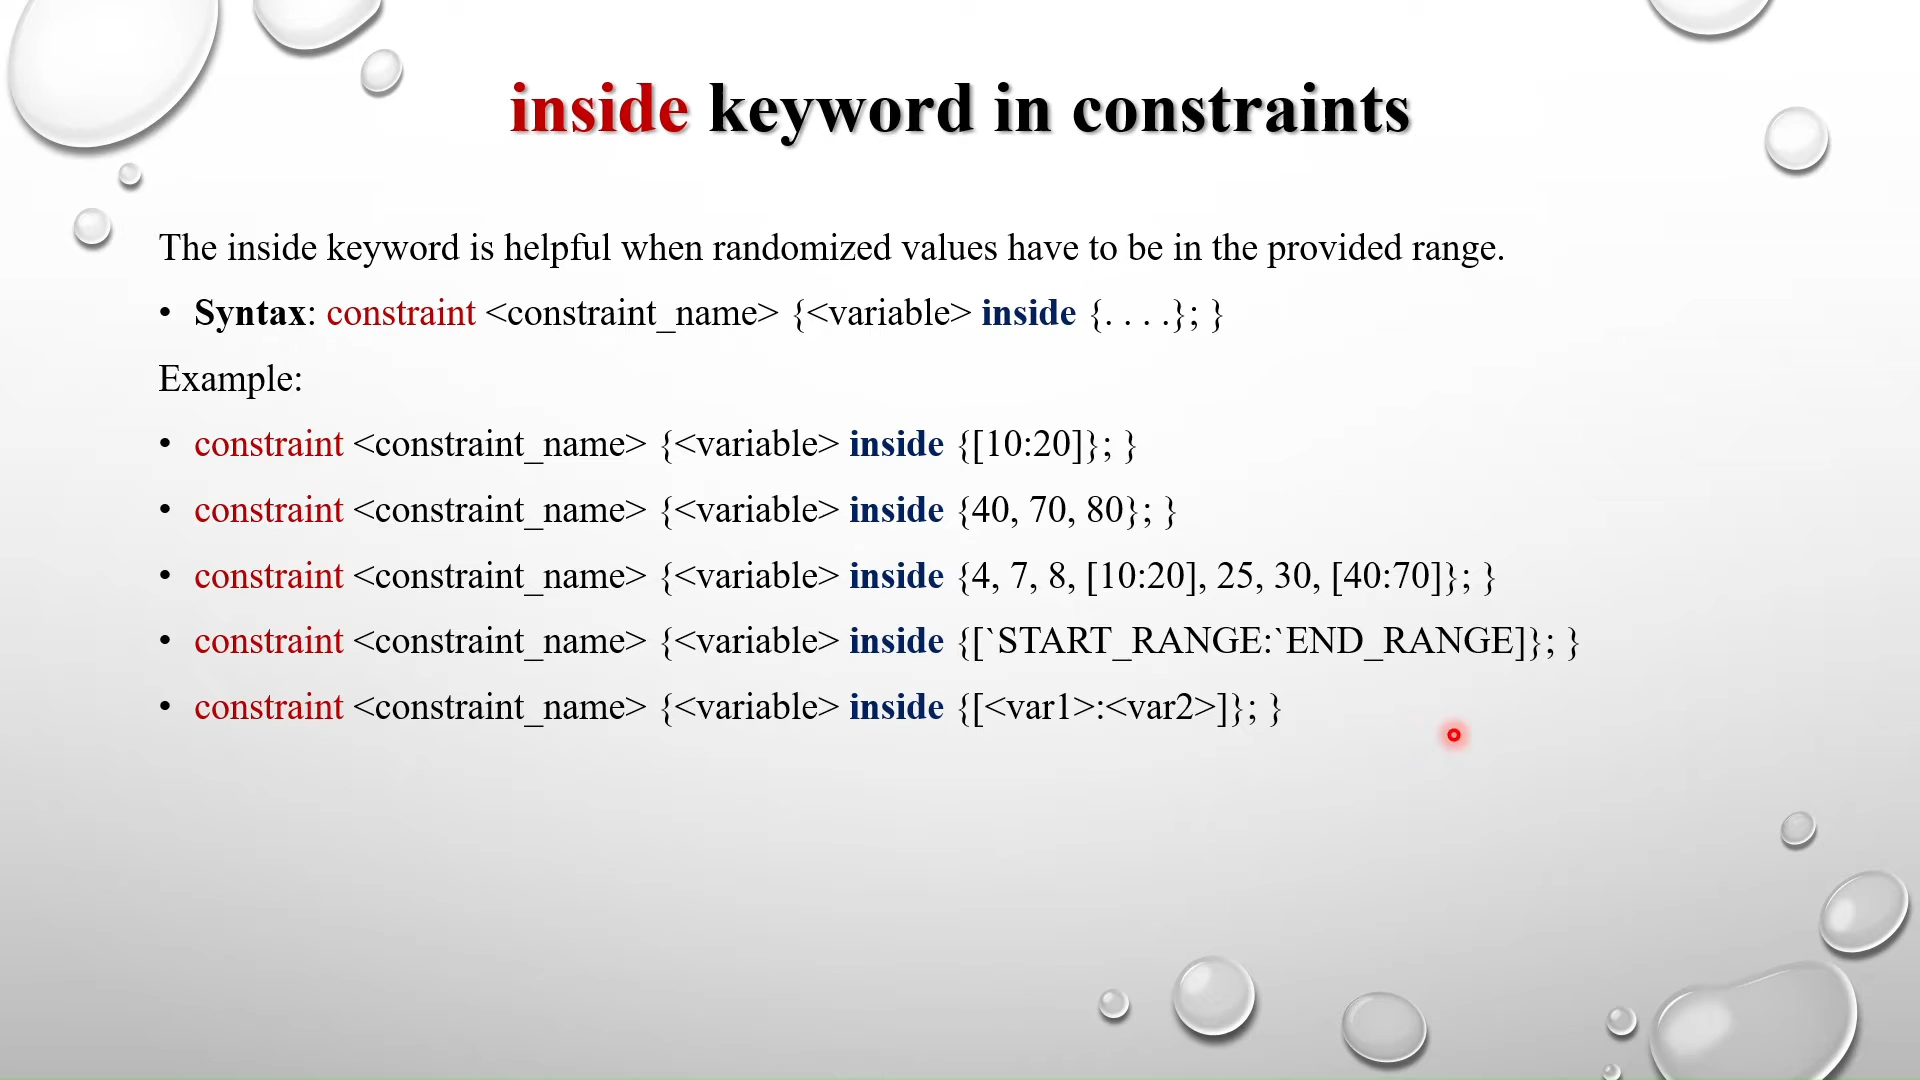 inside keyword in constraints
The inside keyword is helpful when randomized values have to be in the provided range.
• Syntax: constraint <constraint_name> {<variable> inside {. . . .}; }
Example:
• constraint <constraint_name> {<variable> inside {[10:20]}; }
• constraint <constraint_name> {<variable> inside {40, 70, 80}; }
• constraint <constraint_name> {<variable> inside {4, 7, 8, [10:20], 25, 30, [40:70]}; }
• constraint <constraint_name> {<variable> inside {[`START_RANGE:`END_RANGE]}; }
• constraint <constraint_name> {<variable> inside {[<var1>:<var2>]}; }